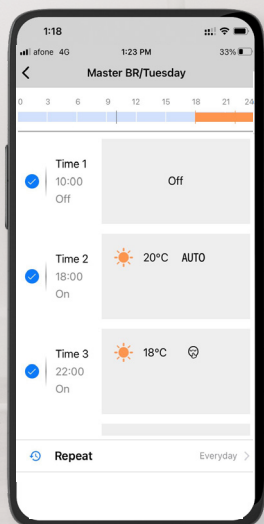 1:18
afone 4G 1:23 PM 33%
Master BR/Tuesday
0 3 6 9 12 15 18 21 24
Time 1
10:00
Off
Off
Time 2
18:00
On
20°C AUTO
Time 3
22:00
On
18°C
Repeat Everyday